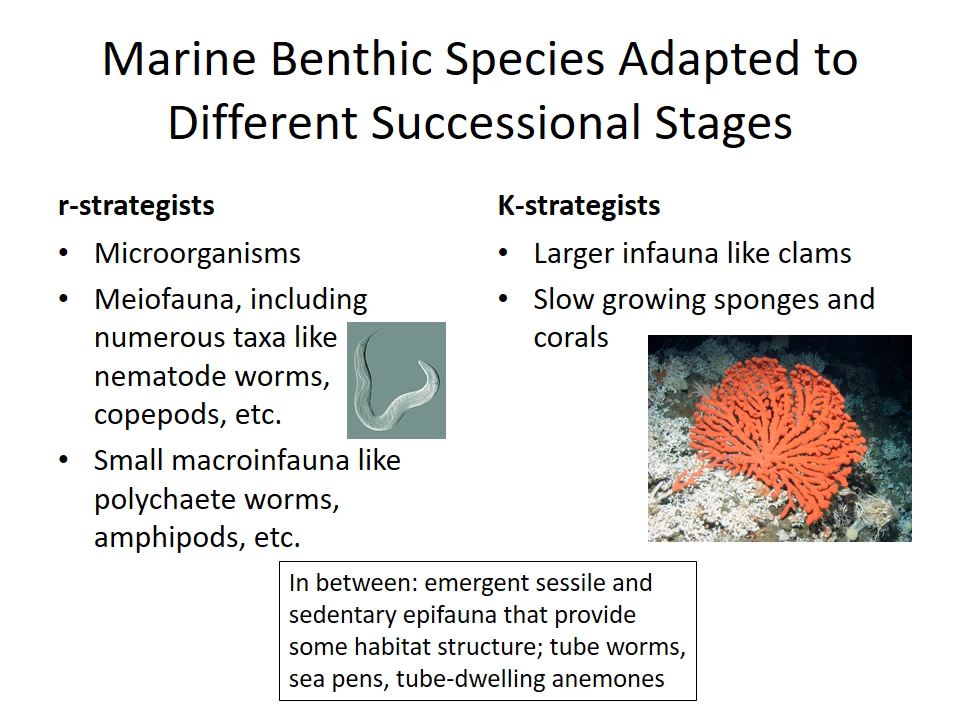 Marine Benthic Species Adapted to
Different Successional Stages
r-strategists
• Microorganisms
• Meiofauna, including
numerous taxa like
nematode worms,
copepods, etc.
• Small macroinfauna like
polychaete worms,
amphipods, etc.
K-strategists
• Larger infauna like clams
• Slow growing sponges and
corals
In between: emergent sessile and
sedentary epifauna that provide
some habitat structure; tube worms,
sea pens, tube-dwelling anemones